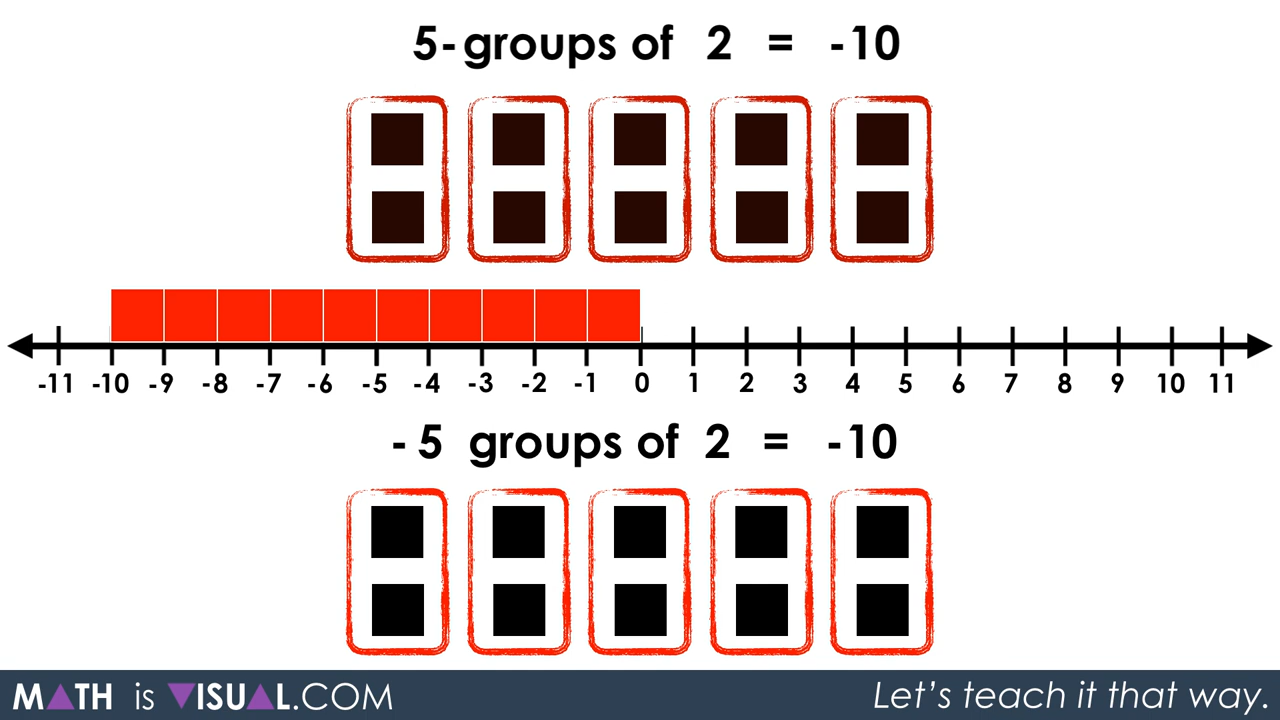 5-groups of 2 = -10
-11 -10 -9 -8 -7 -6 -5 -4 -3 -2 -1 0 1 2 3 4 5 6 7 8 9 10 11
- 5 groups of 2 = -10
MATH is VISUAL.COM
Let's teach it that way.